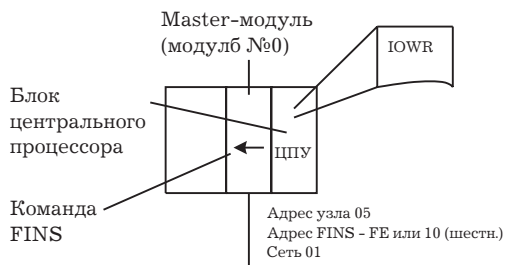 Master-модуль
(модулб №0)
IOWR
Блок
центрального
процессора
ЦПУ
Команда
FINS
Адрес узла 05
Адрес FINS - FE или 10 (шестн.)
Сеть 01